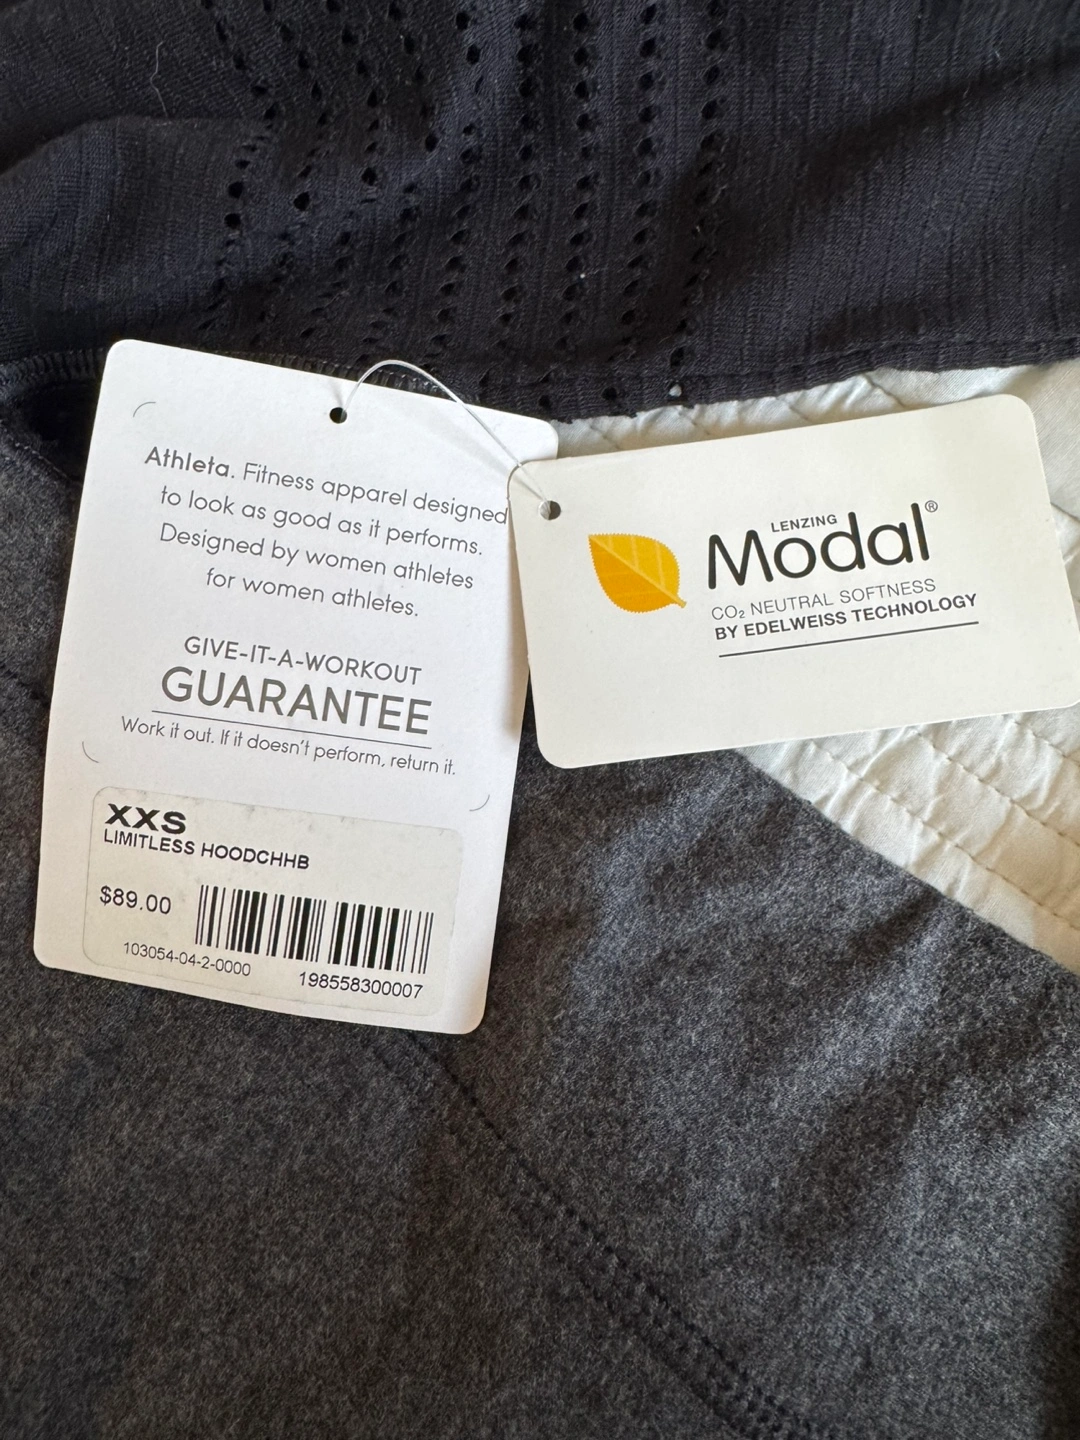 Athleta. Fitness apparel designed
to look as good as it performs.
Designed by women athletes
for women athletes.
GIVE-IT-A-WORKOUT
GUARANTEE
Work it out. If it doesn't perform, return it.
XXS
LIMITLESS HOODCHHB
$89.00
103054-04-2-0000
198558300007
LENZING
Modal®
CO₂ NEUTRAL SOFTNESS
BY EDELWEISS TECHNOLOGY